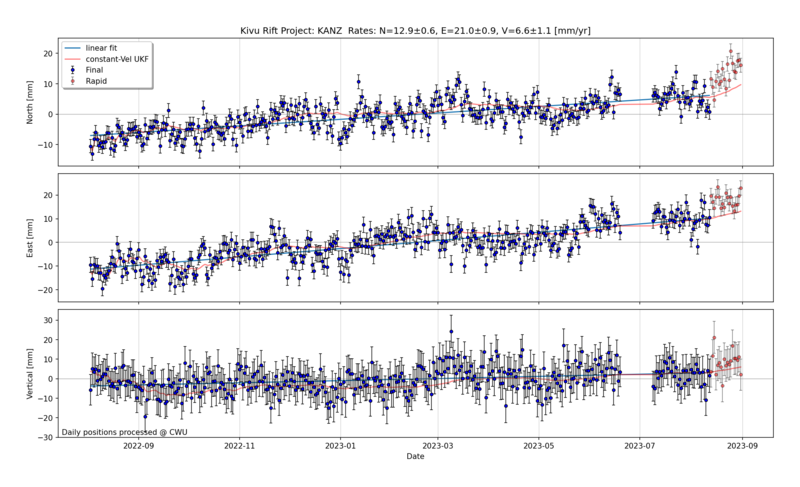 Kivu Rift Project: KANZ Rates: N=12.9±0.6, E=21.0±0.9, V=6.6±1.1 [mm/yr]
linear fit
constant-Vel UKF
Final
Rapid
North [mm]
20
10
0
−10
East [mm]
20
10
0
−10
−20
Vertical [mm]
30
20
10
0
−10
−20
−30
Daily positions processed @ CWU
2022-09
2022-11
2023-01
2023-03
2023-05
2023-07
2023-09
Date